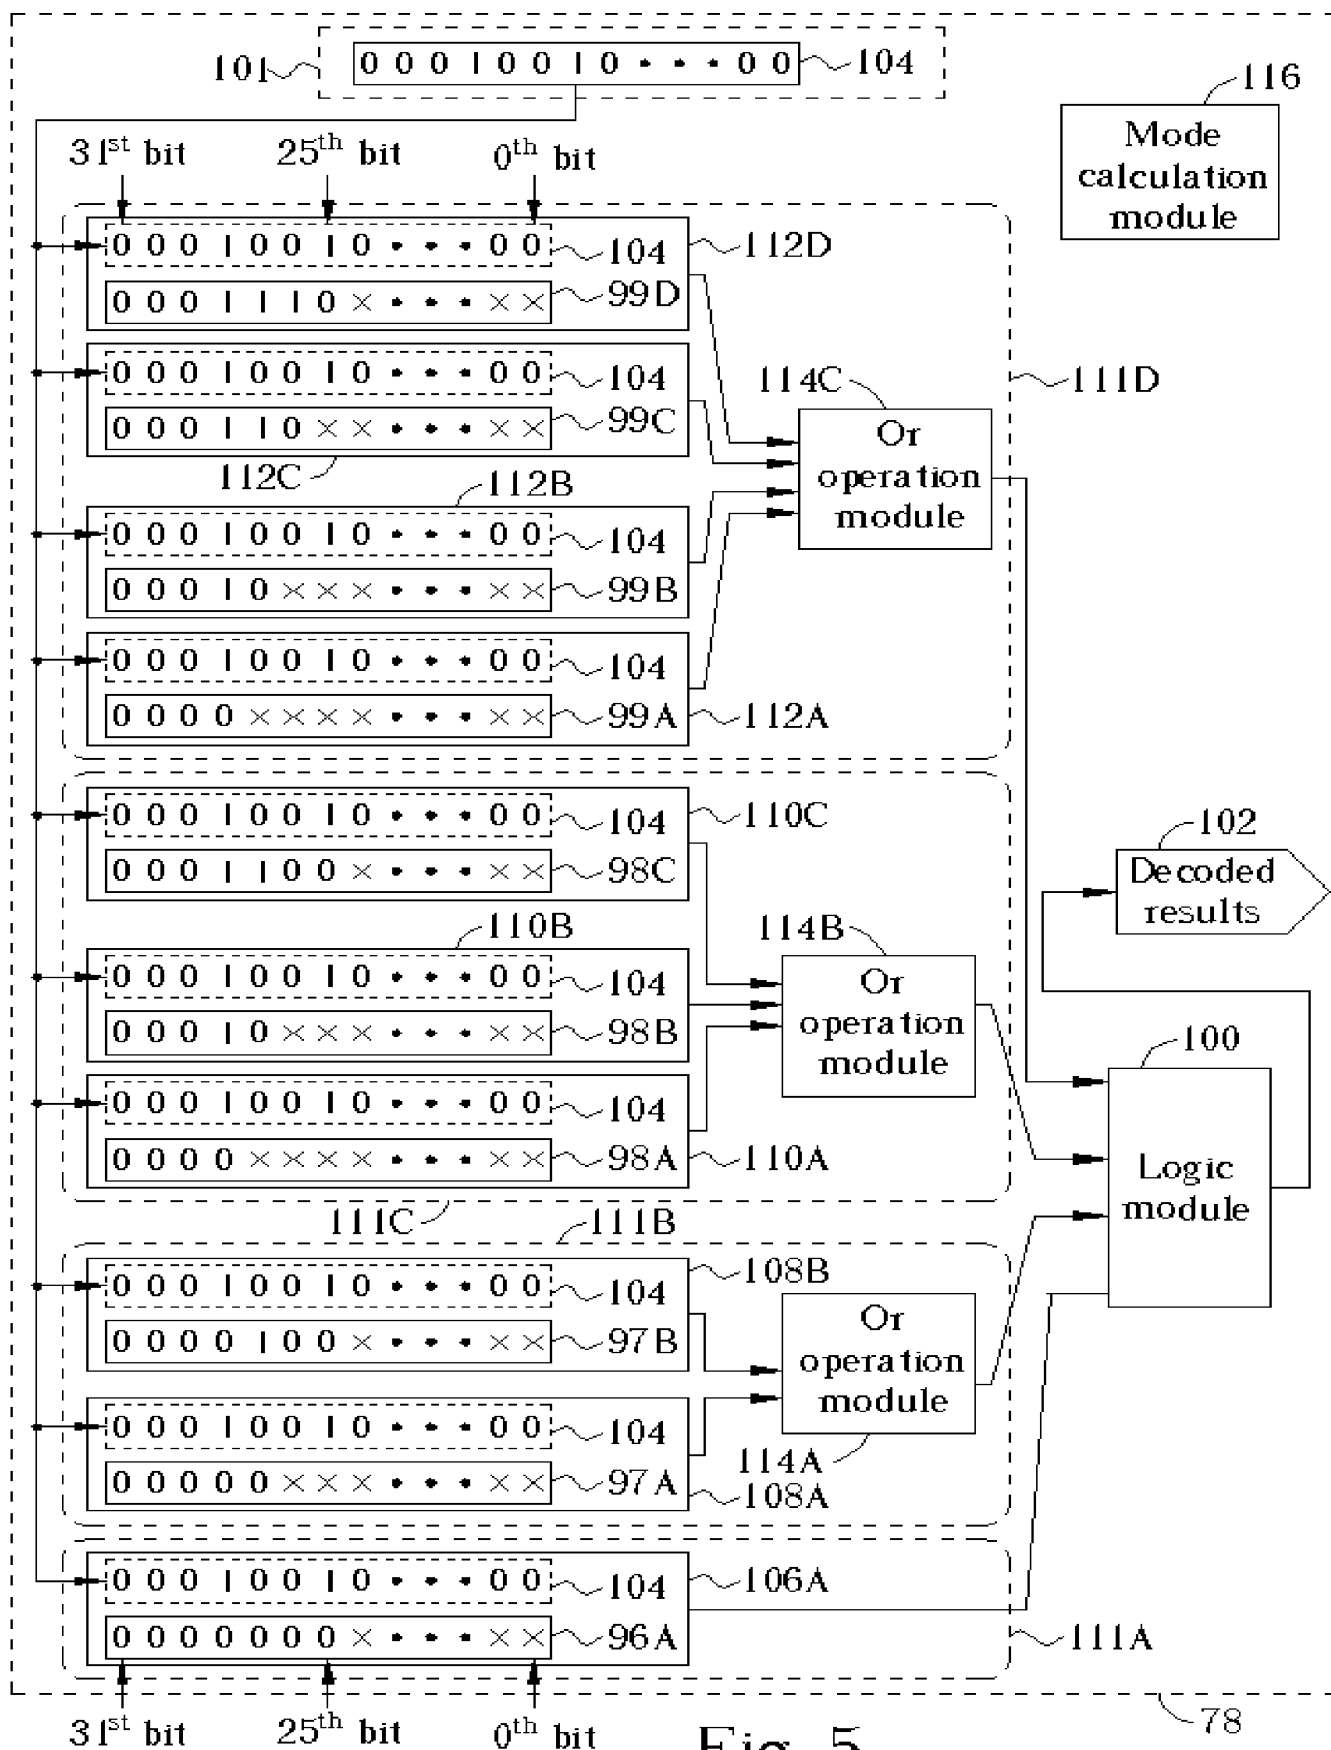 101
0 0 0 1 0 0 1 0 • • • 0 0
104
116
Mode
calculation
module
31st bit
25th bit
0th bit
0 0 0 1 0 0 1 0 • • • 0 0
104
112D
0 0 0 1 1 1 0 × • • • × ×
99D
0 0 0 1 0 0 1 0 • • • 0 0
104
0 0 0 1 1 0 × × • • • × ×
99C
112C
114C
Or
operation
module
111D
112B
0 0 0 1 0 0 1 0 • • • 0 0
104
0 0 0 1 0 × × × • • • × ×
99B
0 0 0 1 0 0 1 0 • • • 0 0
104
0 0 0 0 × × × × • • • × ×
99A
112A
0 0 0 1 0 0 1 0 • • • 0 0
104
110C
0 0 0 1 1 0 0 × • • • × ×
98C
102
Decoded
results
110B
0 0 0 1 0 0 1 0 • • • 0 0
104
0 0 0 1 0 × × × • • • × ×
98B
114B
Or
operation
module
0 0 0 1 0 0 1 0 • • • 0 0
104
0 0 0 0 × × × × • • • × ×
98A
110A
111C
100
Logic
module
111B
0 0 0 1 0 0 1 0 • • • 0 0
104
108B
0 0 0 0 1 0 0 × • • • × ×
97B
Or
operation
module
114A
0 0 0 1 0 0 1 0 • • • 0 0
104
0 0 0 0 0 × × × • • • × ×
97A
108A
0 0 0 1 0 0 1 0 • • • 0 0
104
106A
0 0 0 0 0 0 0 × • • • × ×
96A
111A
31st bit
25th bit
0th bit
78
Fig. 5